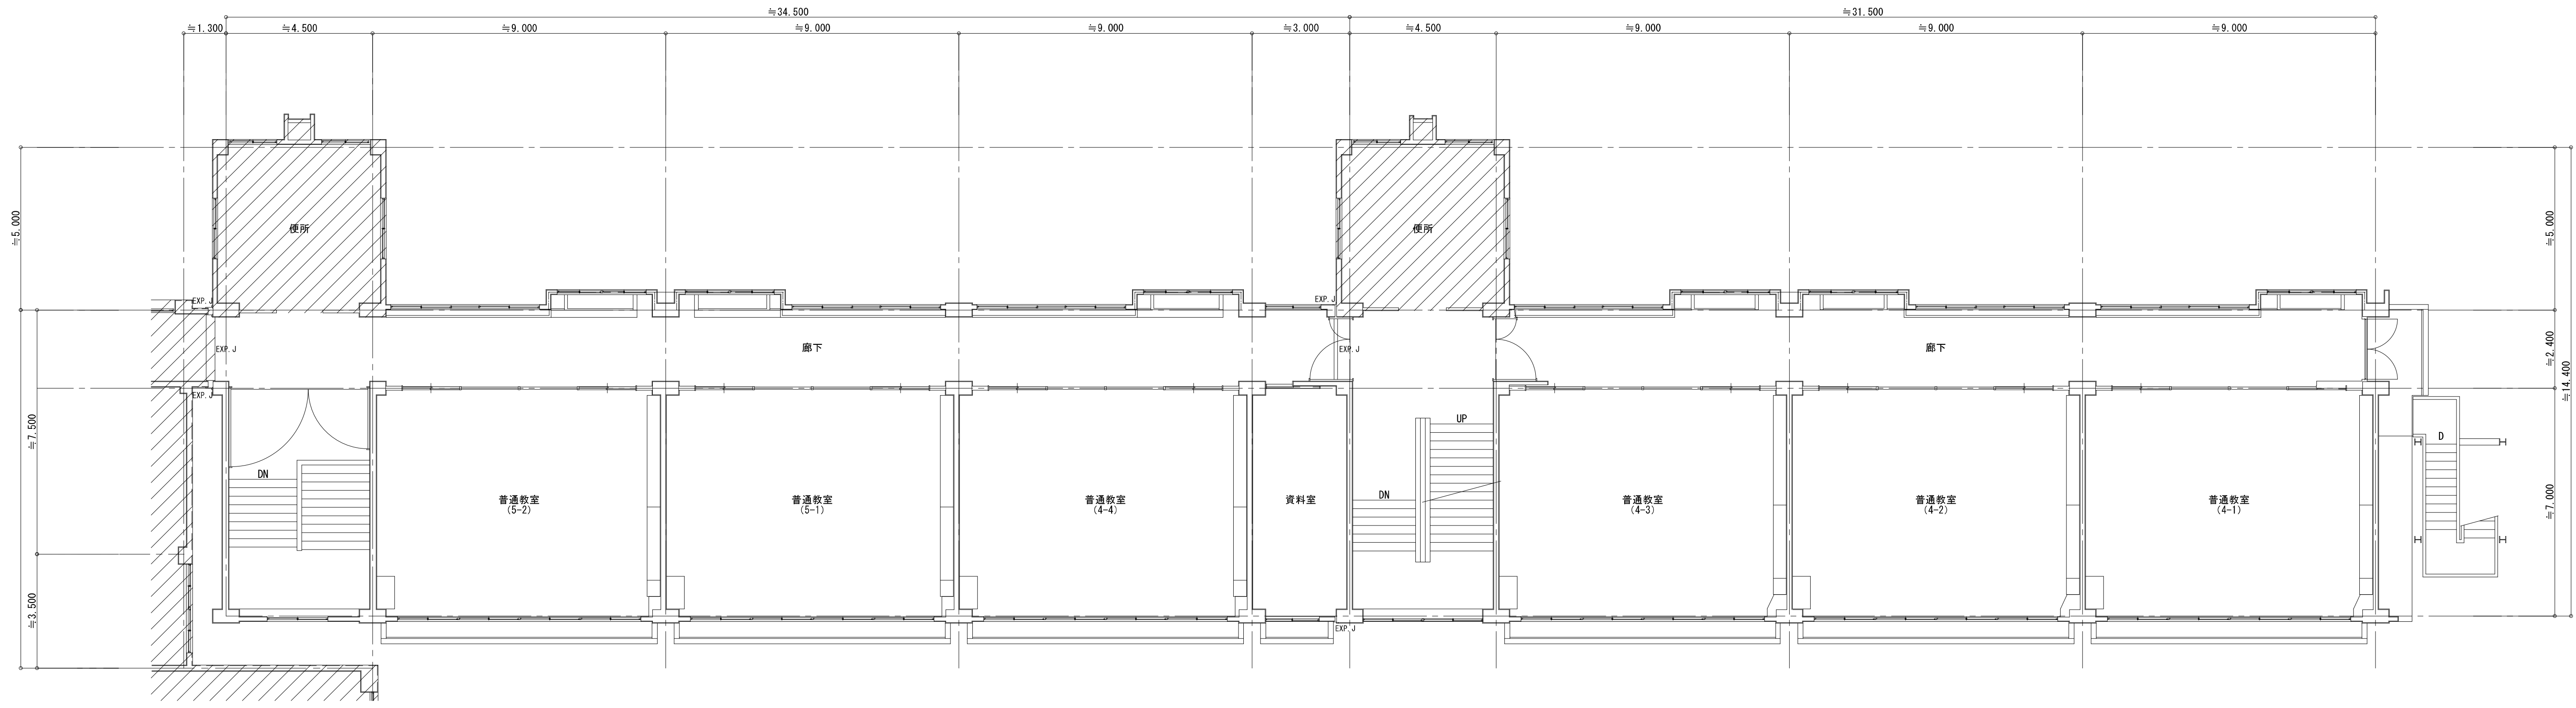 ≒34.500
≒31.500
≒1.300
≒4.500
≒9.000
≒9.000
≒9.000
≒3.000
≒4.500
≒9.000
≒9.000
≒9.000
≒5.000
便所
便所
≒5.000
EXP.J
EXP.J
EXP.J
廊下
EXP.J
廊下
≒2.400
≒14.400
EXP.J
≒7.500
UP
D
DN
DN
普通教室
(5-2)
普通教室
(5-1)
普通教室
(4-4)
資料室
普通教室
(4-3)
普通教室
(4-2)
普通教室
(4-1)
≒7.000
≒3.500
EXP.J